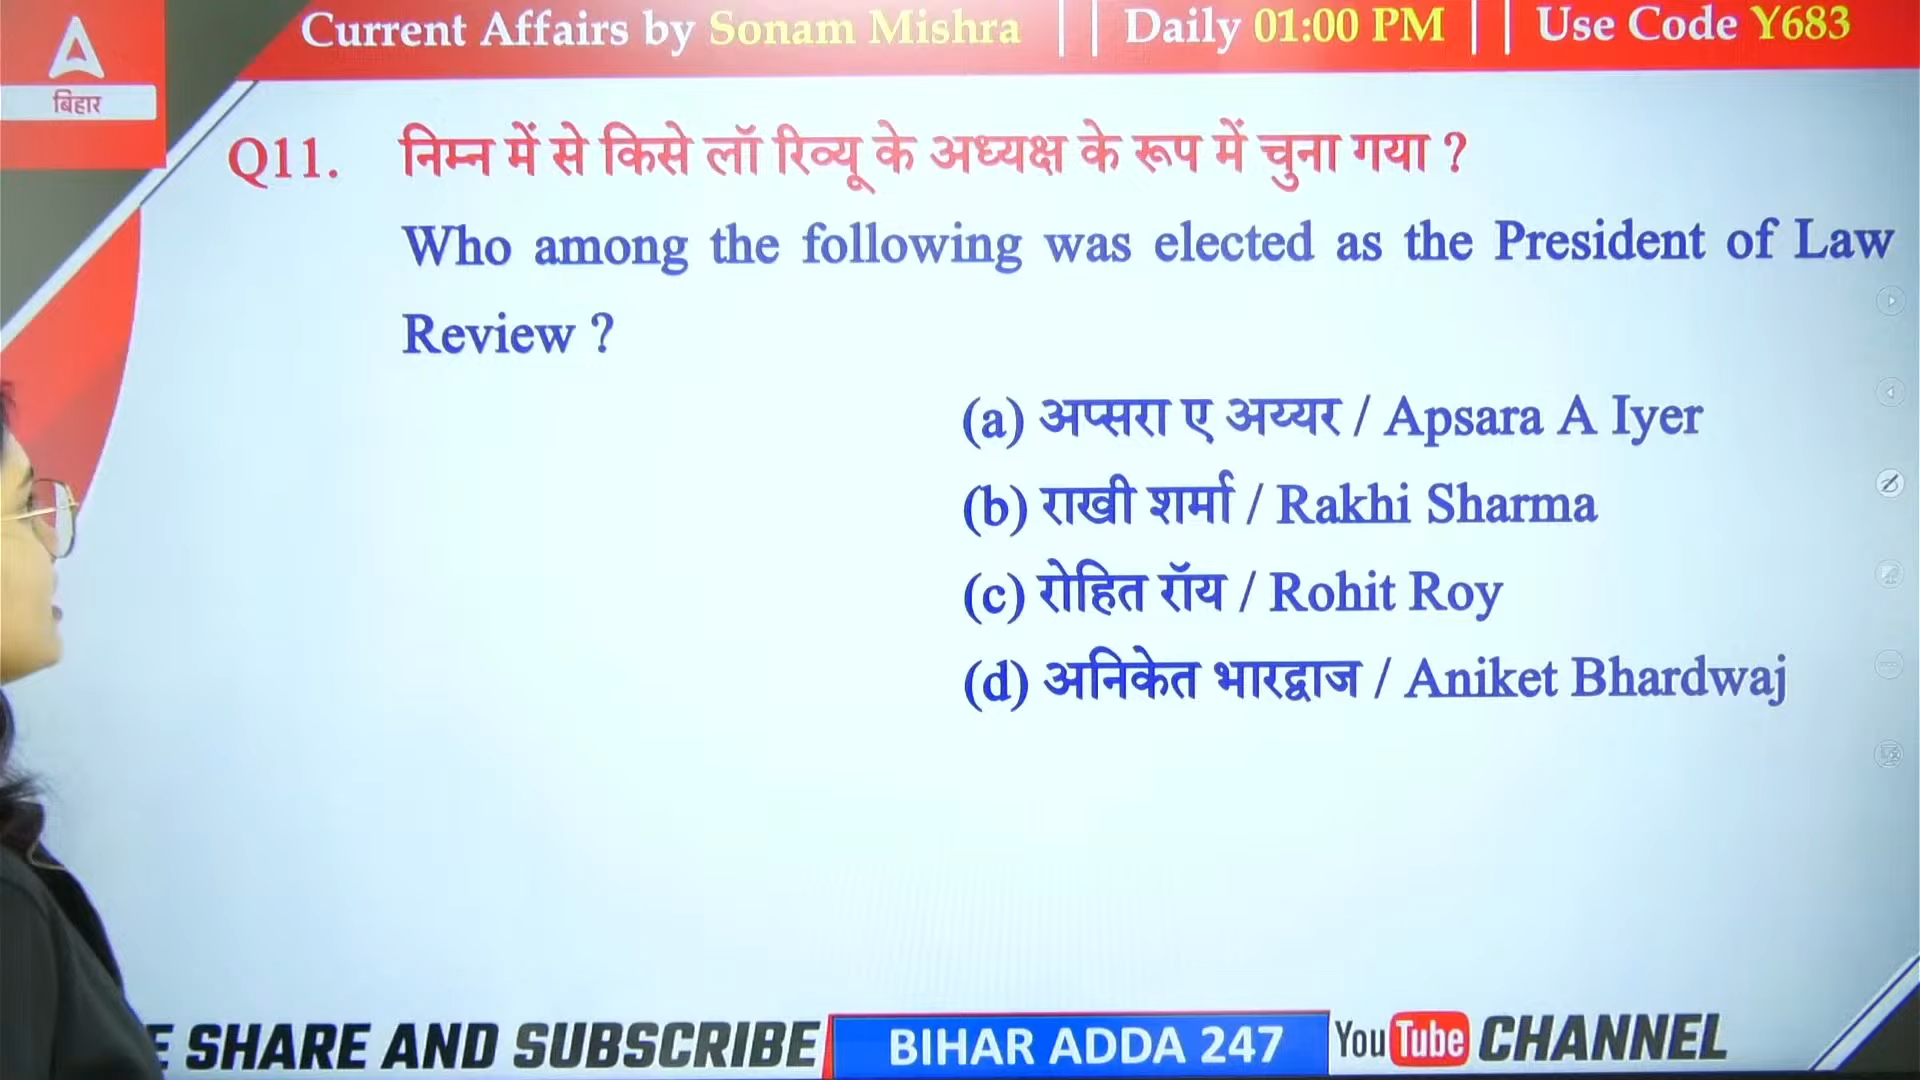 Current Affairs by Sonam Mishra || Daily 01:00 PM || Use Code Y683
बिहार
Q11. निम्न में से किसे लॉ रिव्यू के अध्यक्ष के रूप में चुना गया ?
Who among the following was elected as the President of Law
Review ?
(a) अप्सरा ए अय्यर / Apsara A Iyer
(b) राखी शर्मा / Rakhi Sharma
(c) रोहित रॉय / Rohit Roy
(d) अनिकेत भारद्वाज / Aniket Bhardwaj
SHARE AND SUBSCRIBE BIHAR ADDA 247 YouTube CHANNEL